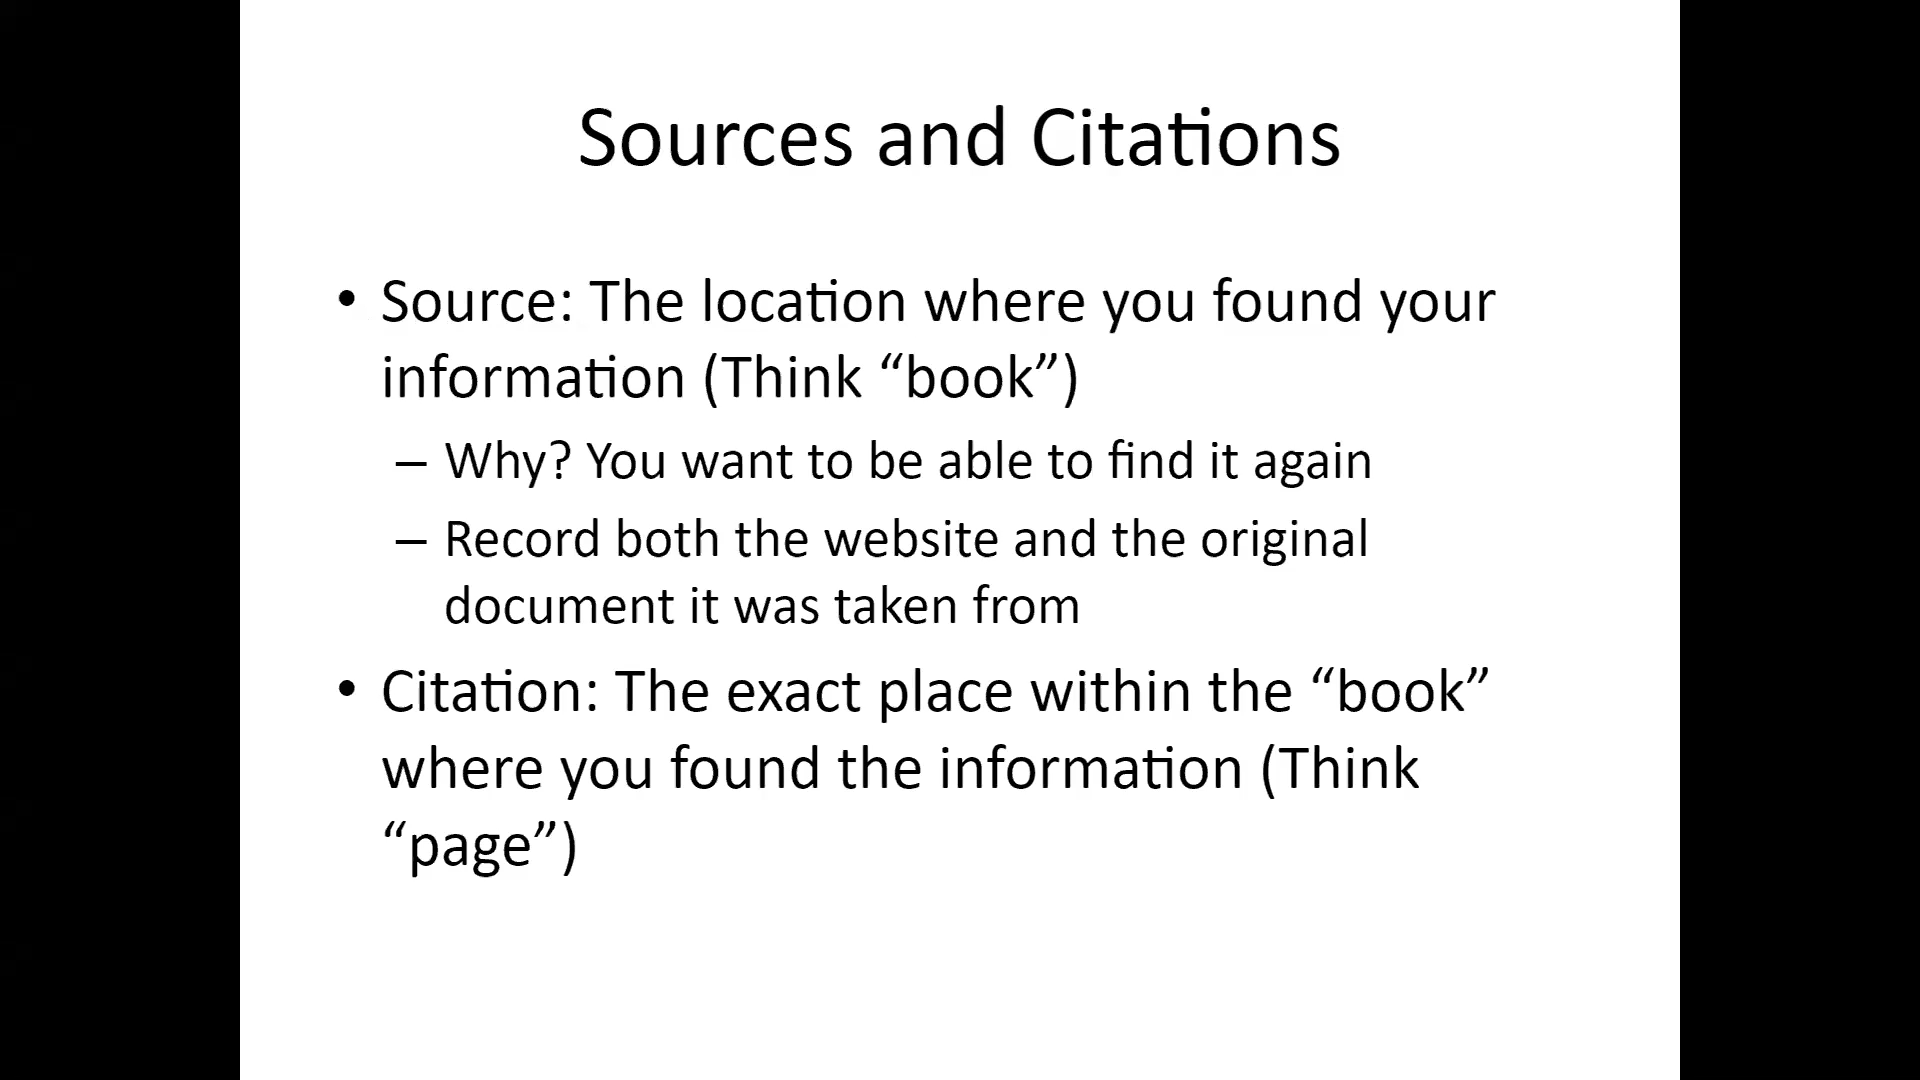 Sources and Citations
• Source: The location where you found your
information (Think “book”)
– Why? You want to be able to find it again
– Record both the website and the original
document it was taken from
• Citation: The exact place within the “book”
where you found the information (Think
“page”)